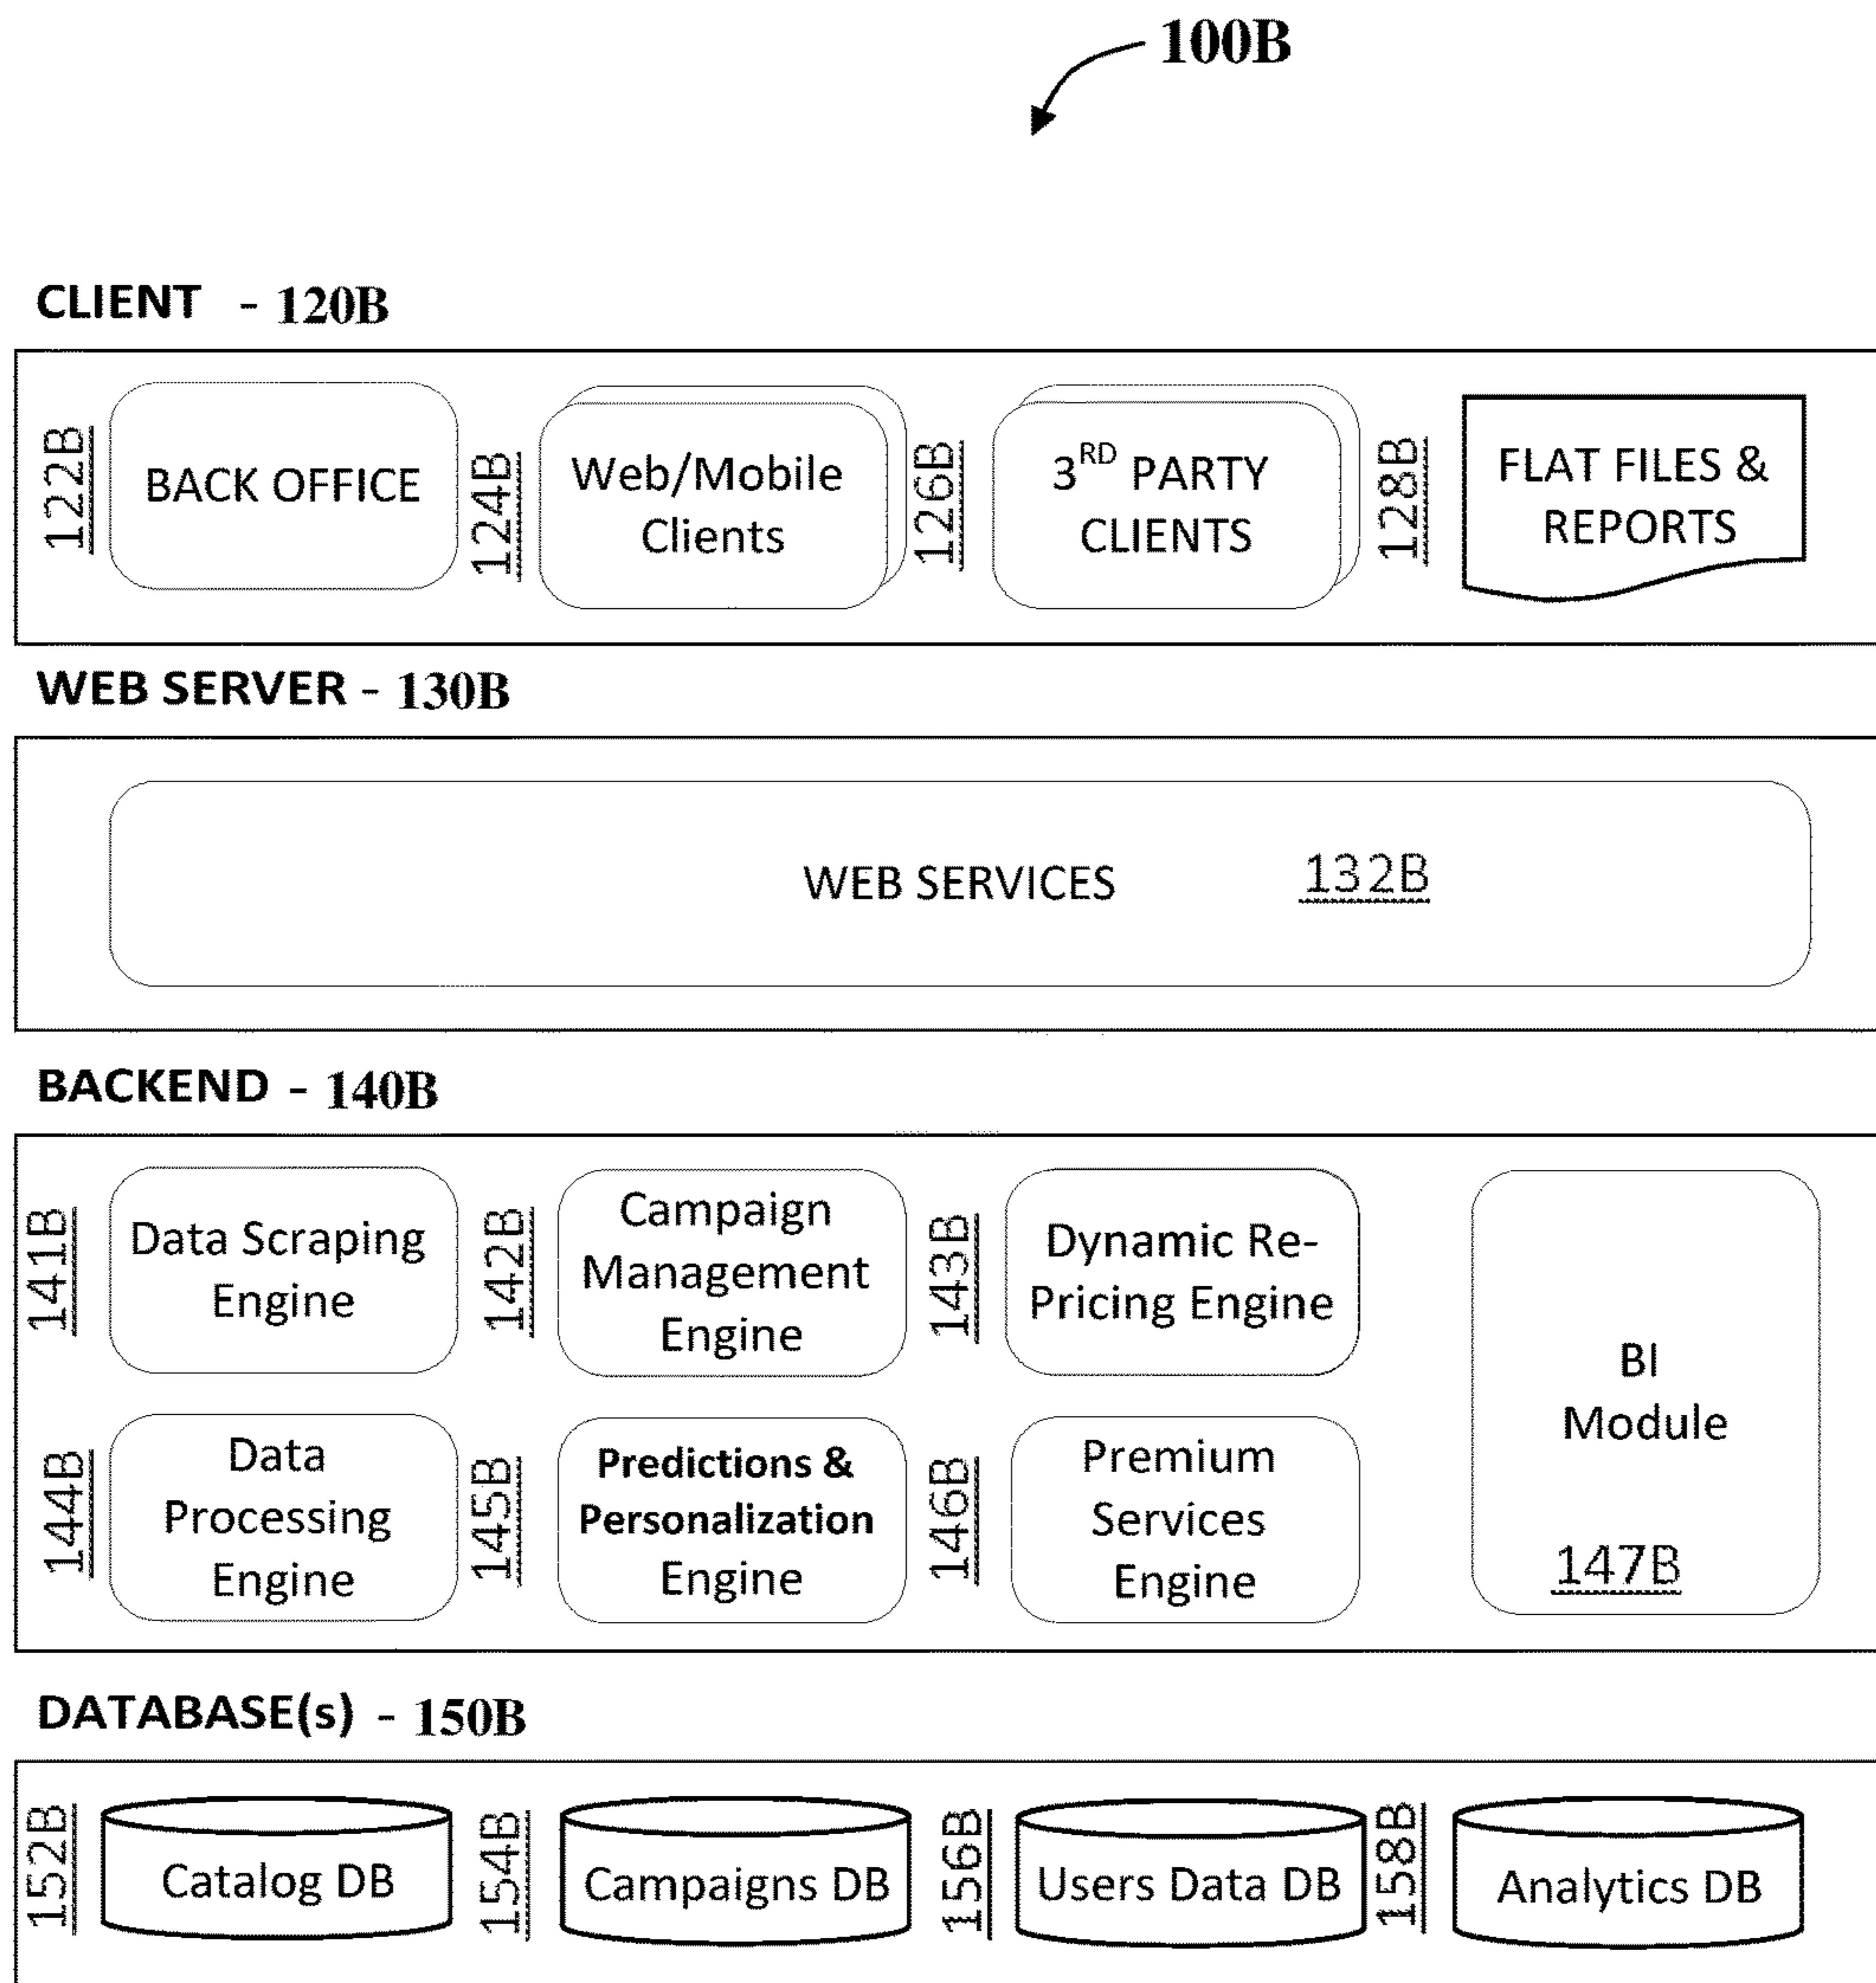 100B
CLIENT - 120B
122B
BACK OFFICE
124B
Web/Mobile
Clients
126B
3RD PARTY
CLIENTS
128B
FLAT FILES &
REPORTS
WEB SERVER - 130B
WEB SERVICES 132B
BACKEND - 140B
141B
Data Scraping
Engine
142B
Campaign
Management
Engine
143B
Dynamic Re-
Pricing Engine
BI
Module
147B
144B
Data
Processing
Engine
145B
Predictions &
Personalization
Engine
146B
Premium
Services
Engine
DATABASE(s) - 150B
152B
Catalog DB
154B
Campaigns DB
156B
Users Data DB
158B
Analytics DB